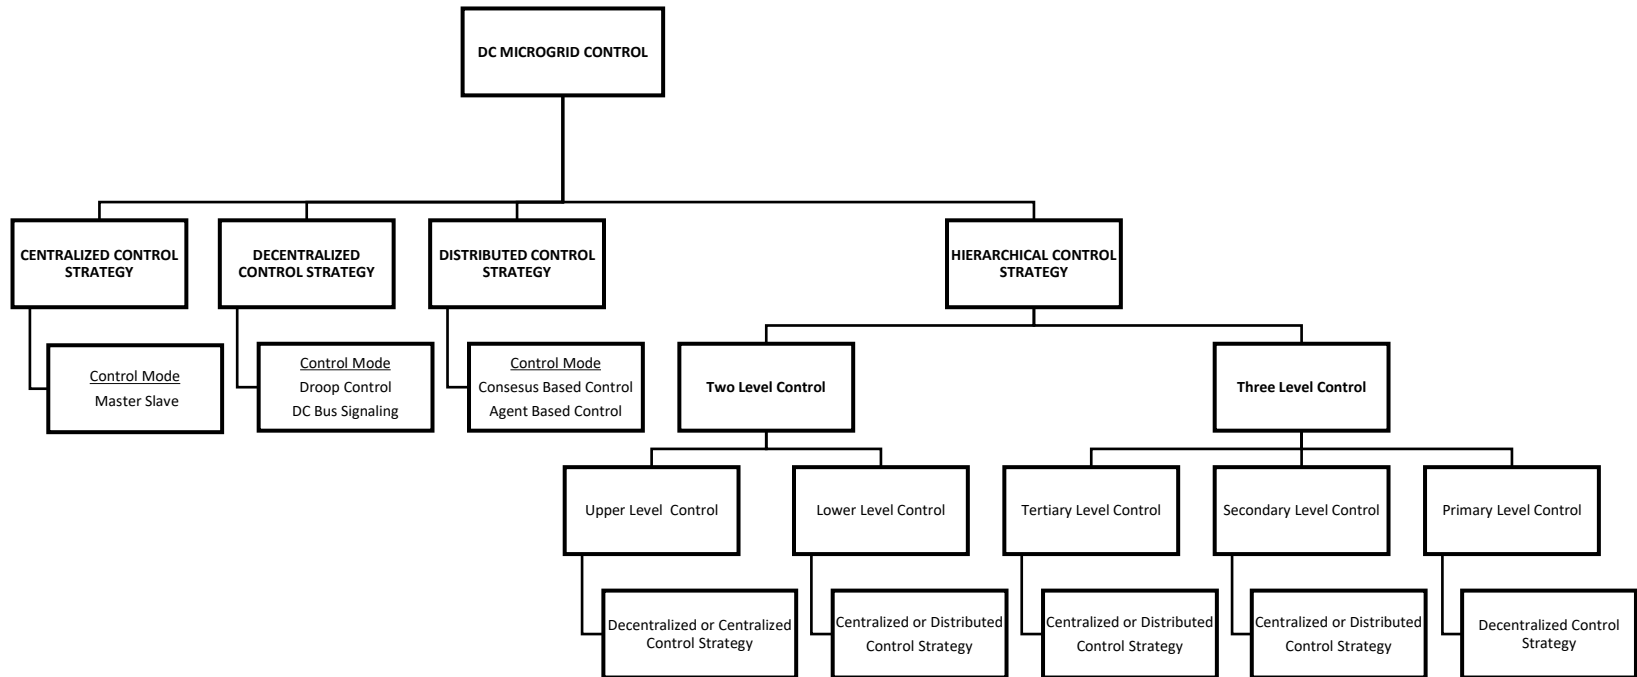 DC MICROGRID CONTROL
CENTRALIZED CONTROL
STRATEGY
DECENTRALIZED
CONTROL STRATEGY
DISTRIBUTED CONTROL
STRATEGY
HIERARCHICAL CONTROL
STRATEGY
Control Mode
Master Slave
Control Mode
Droop Control
DC Bus Signaling
Control Mode
Consesus Based Control
Agent Based Control
Two Level Control
Three Level Control
Upper Level  Control
Lower Level Control
Tertiary Level Control
Secondary Level Control
Primary Level Control
Decentralized or Centralized
Control Strategy
Centralized or Distributed
Control Strategy
Centralized or Distributed
Control Strategy
Centralized or Distributed
Control Strategy
Decentralized Control
Strategy